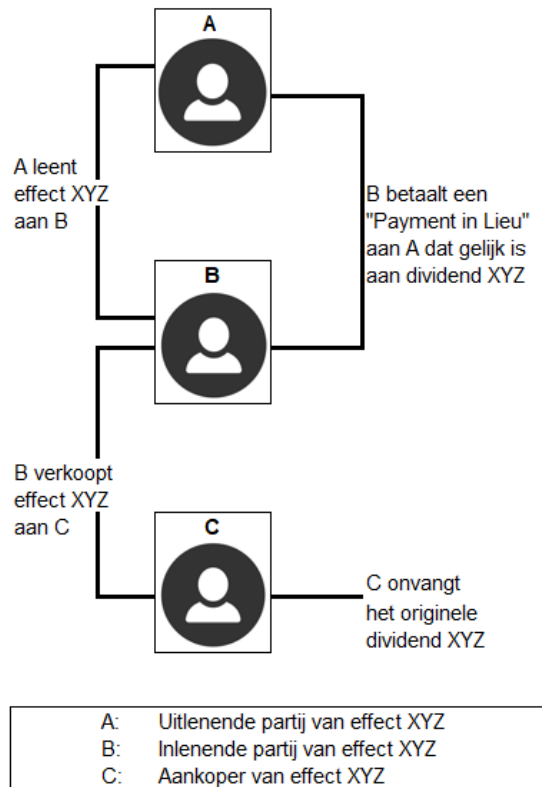 A
A leent
effect XYZ
aan B
B betaalt een
"Payment in Lieu"
aan A dat gelijk is
aan dividend XYZ
B
B verkoopt
effect XYZ
aan C
C
C onvangt
het originele
dividend XYZ
A: Uitlenende partij van effect XYZ
B: Inlenende partij van effect XYZ
C: Aankoper van effect XYZ